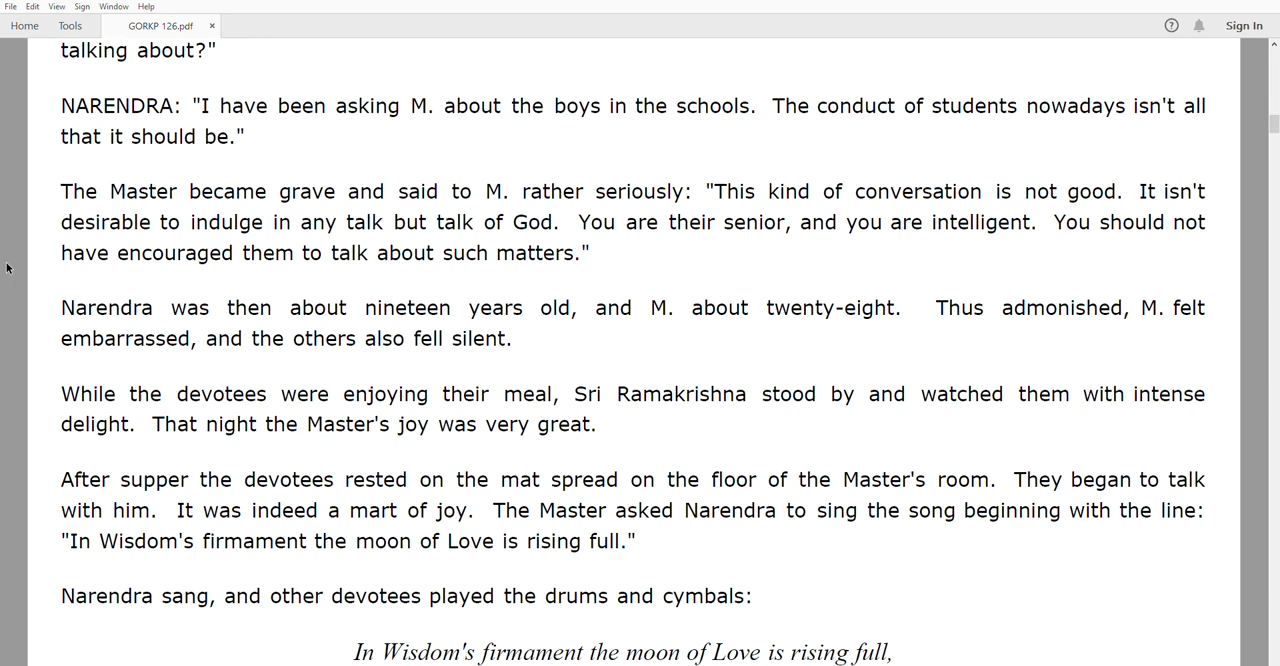 File Edit View Sign Window Help
Home Tools GORKP 126.pdf × ? Sign In
talking about?"
NARENDRA: "I have been asking M. about the boys in the schools. The conduct of students nowadays isn't all
that it should be."
The Master became grave and said to M. rather seriously: "This kind of conversation is not good. It isn't
desirable to indulge in any talk but talk of God. You are their senior, and you are intelligent. You should not
have encouraged them to talk about such matters."
Narendra was then about nineteen years old, and M. about twenty-eight. Thus admonished, M. felt
embarrassed, and the others also fell silent.
While the devotees were enjoying their meal, Sri Ramakrishna stood by and watched them with intense
delight. That night the Master's joy was very great.
After supper the devotees rested on the mat spread on the floor of the Master's room. They began to talk
with him. It was indeed a mart of joy. The Master asked Narendra to sing the song beginning with the line:
"In Wisdom's firmament the moon of Love is rising full."
Narendra sang, and other devotees played the drums and cymbals:
In Wisdom's firmament the moon of Love is rising full,